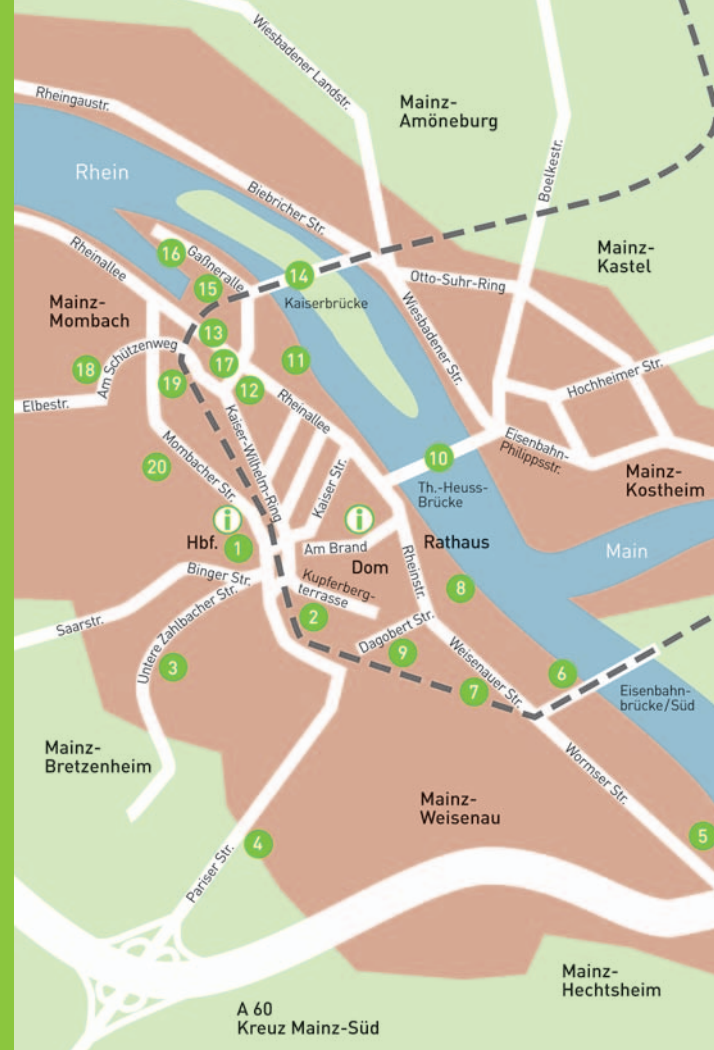 Wiesbadener Landstr.
Rheingaustr.
Mainz-
Amöneburg
Boelkestr.
Rhein
Biebricher Str.
Rheinallee
16
Gaßnerallee
15
14
Kaiserbrücke
Otto-Suhr-Ring
Mainz-
Kastel
Mainz-
Mombach
13
Wiesbadener Str.
18
Am Schützenweg
17
11
19
12
Hochheimer Str.
Elbestr.
Rheinallee
Kaiser-Wilhelm-Ring
Mombacher Str.
20
Kaiser Str.
10
Th.-Heuss-
Brücke
Eisenbahn-
Philippsstr.
Mainz-
Kostheim
i
i
Hbf.
1
Am Brand
Dom
Rheinstr.
Rathaus
Main
Binger Str.
Kupferberg-
terrasse
8
Saarstr.
Untere Zahlbacher Str.
2
Dagobert Str.
9
3
Weisenauer Str.
7
6
Eisenbahn-
brücke/Süd
Mainz-
Bretzenheim
Wormser Str.
Mainz-
Weisenau
5
4
Pariser Str.
Mainz-
Hechtsheim
A 60
Kreuz Mainz-Süd